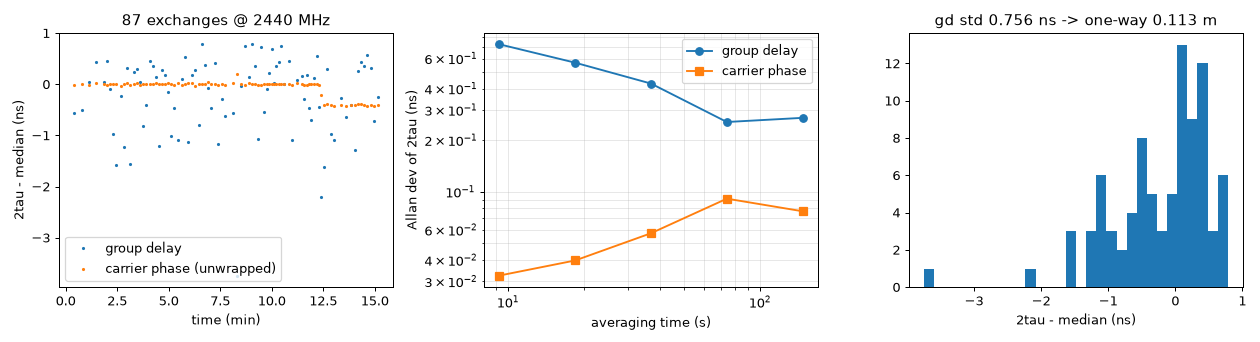 87 exchanges @ 2440 MHz
1
0
−1
−2
−3
2tau - median (ns)
group delay
carrier phase (unwrapped)
0.0 2.5 5.0 7.5 10.0 12.5 15.0
time (min)
group delay
carrier phase
6 × 10⁻¹
4 × 10⁻¹
3 × 10⁻¹
2 × 10⁻¹
10⁻¹
6 × 10⁻²
4 × 10⁻²
3 × 10⁻²
Allan dev of 2tau (ns)
10¹ 10²
averaging time (s)
gd std 0.756 ns -> one-way 0.113 m
12
10
8
6
4
2
0
−3 −2 −1 0 1
2tau - median (ns)